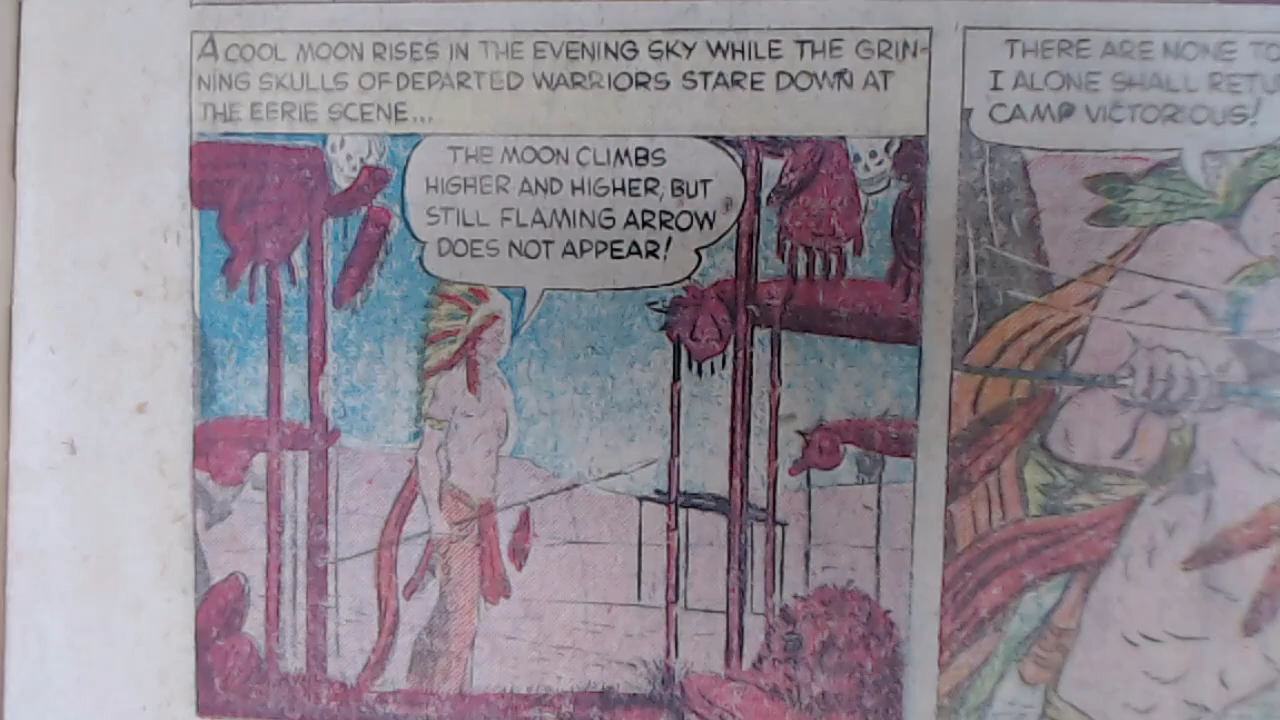 A COOL MOON RISES IN THE EVENING SKY WHILE THE GRIN-
NING SKULLS OF DEPARTED WARRIORS STARE DOWN AT
THE EERIE SCENE...
THE MOON CLIMBS
HIGHER AND HIGHER, BUT
STILL FLAMING ARROW
DOES NOT APPEAR!
THERE ARE NONE TO
I ALONE SHALL RETU
CAMP VICTORIOUS!